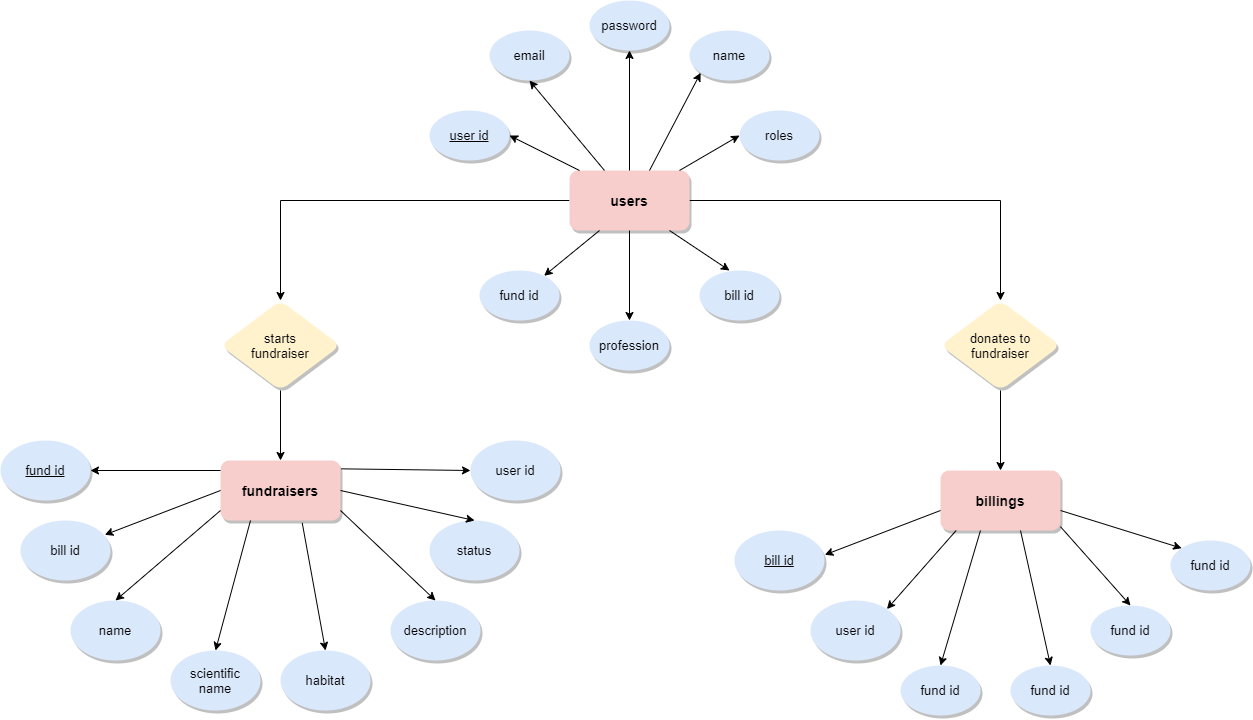 password
email
name
user id
roles
users
fund id
bill id
profession
starts
fundraiser
donates to
fundraiser
fund id
user id
fundraisers
billings
bill id
status
name
description
scientific
name
habitat
bill id
fund id
user id
fund id
fund id
fund id